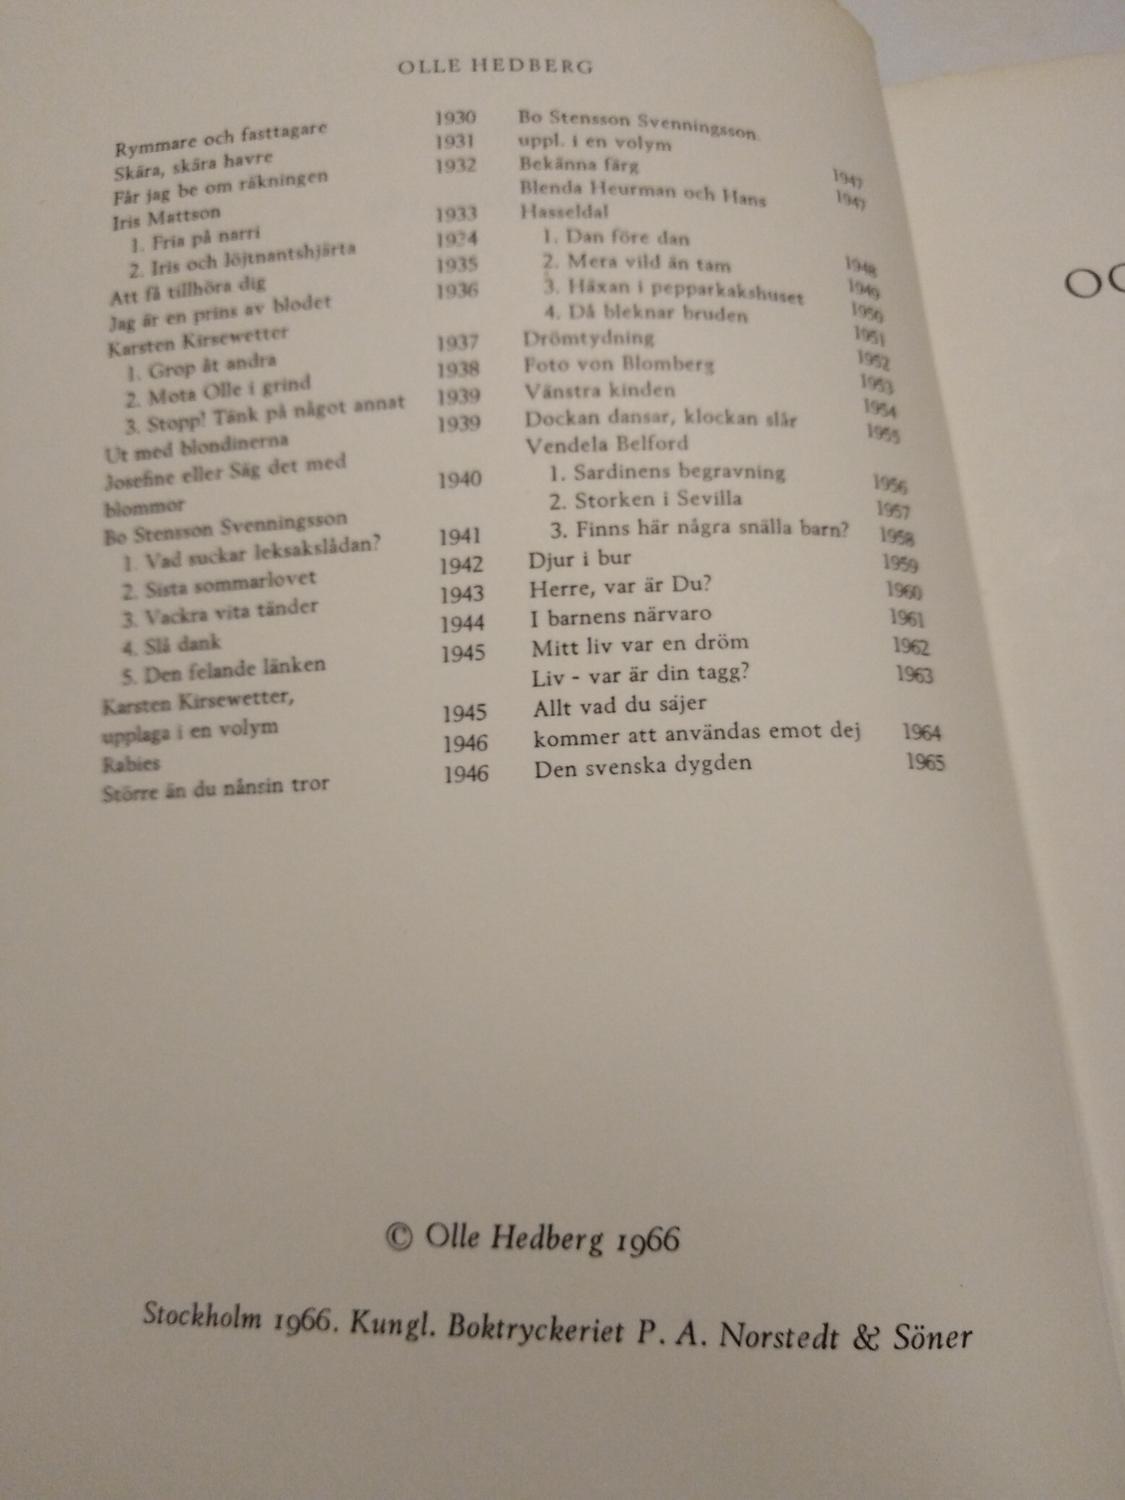 OLLE HEDBERG
Rymmare och fasttagare 1930
Skära, skära havre 1931
Får jag be om räkningen 1932
Iris Mattson
1. Fria på narri 1933
2. Iris och löjtnantshjärta 1934
Att få tillhöra dig 1935
Jag är en prins av blodet 1936
Karsten Kirsewetter
1. Grop åt andra 1937
2. Mota Olle i grind 1938
3. Stopp! Tänk på något annat 1939
Ut med blondinerna 1939
Josefine eller Säg det med
blommor 1940
Bo Stensson Svenningsson
1. Vad suckar leksakslådan? 1941
2. Sista sommarlovet 1942
3. Vackra vita tänder 1943
4. Slå dank 1944
5. Den felande länken 1945
Karsten Kirsewetter,
upplaga i en volym 1945
Rabies 1946
Större än du nånsin tror 1946
Bo Stensson Svenningsson,
uppl. i en volym 1947
Bekänna färg 1947
Blenda Heurman och Hans
Hasseldal
1. Dan före dan 1948
2. Mera vild än tam 1949
3. Häxan i pepparkakshuset 1950
4. Då bleknar bruden 1951
Drömtydning 1952
Foto von Blomberg 1953
Vänstra kinden 1954
Dockan dansar, klockan slår 1955
Vendela Belford
1. Sardinens begravning 1956
2. Storken i Sevilla 1957
3. Finns här några snälla barn? 1958
Djur i bur 1959
Herre, var är Du? 1960
I barnens närvaro 1961
Mitt liv var en dröm 1962
Liv - var är din tagg? 1963
Allt vad du säjer
kommer att användas emot dej 1964
Den svenska dygden 1965
© Olle Hedberg 1966
Stockholm 1966. Kungl. Boktryckeriet P. A. Norstedt & Söner